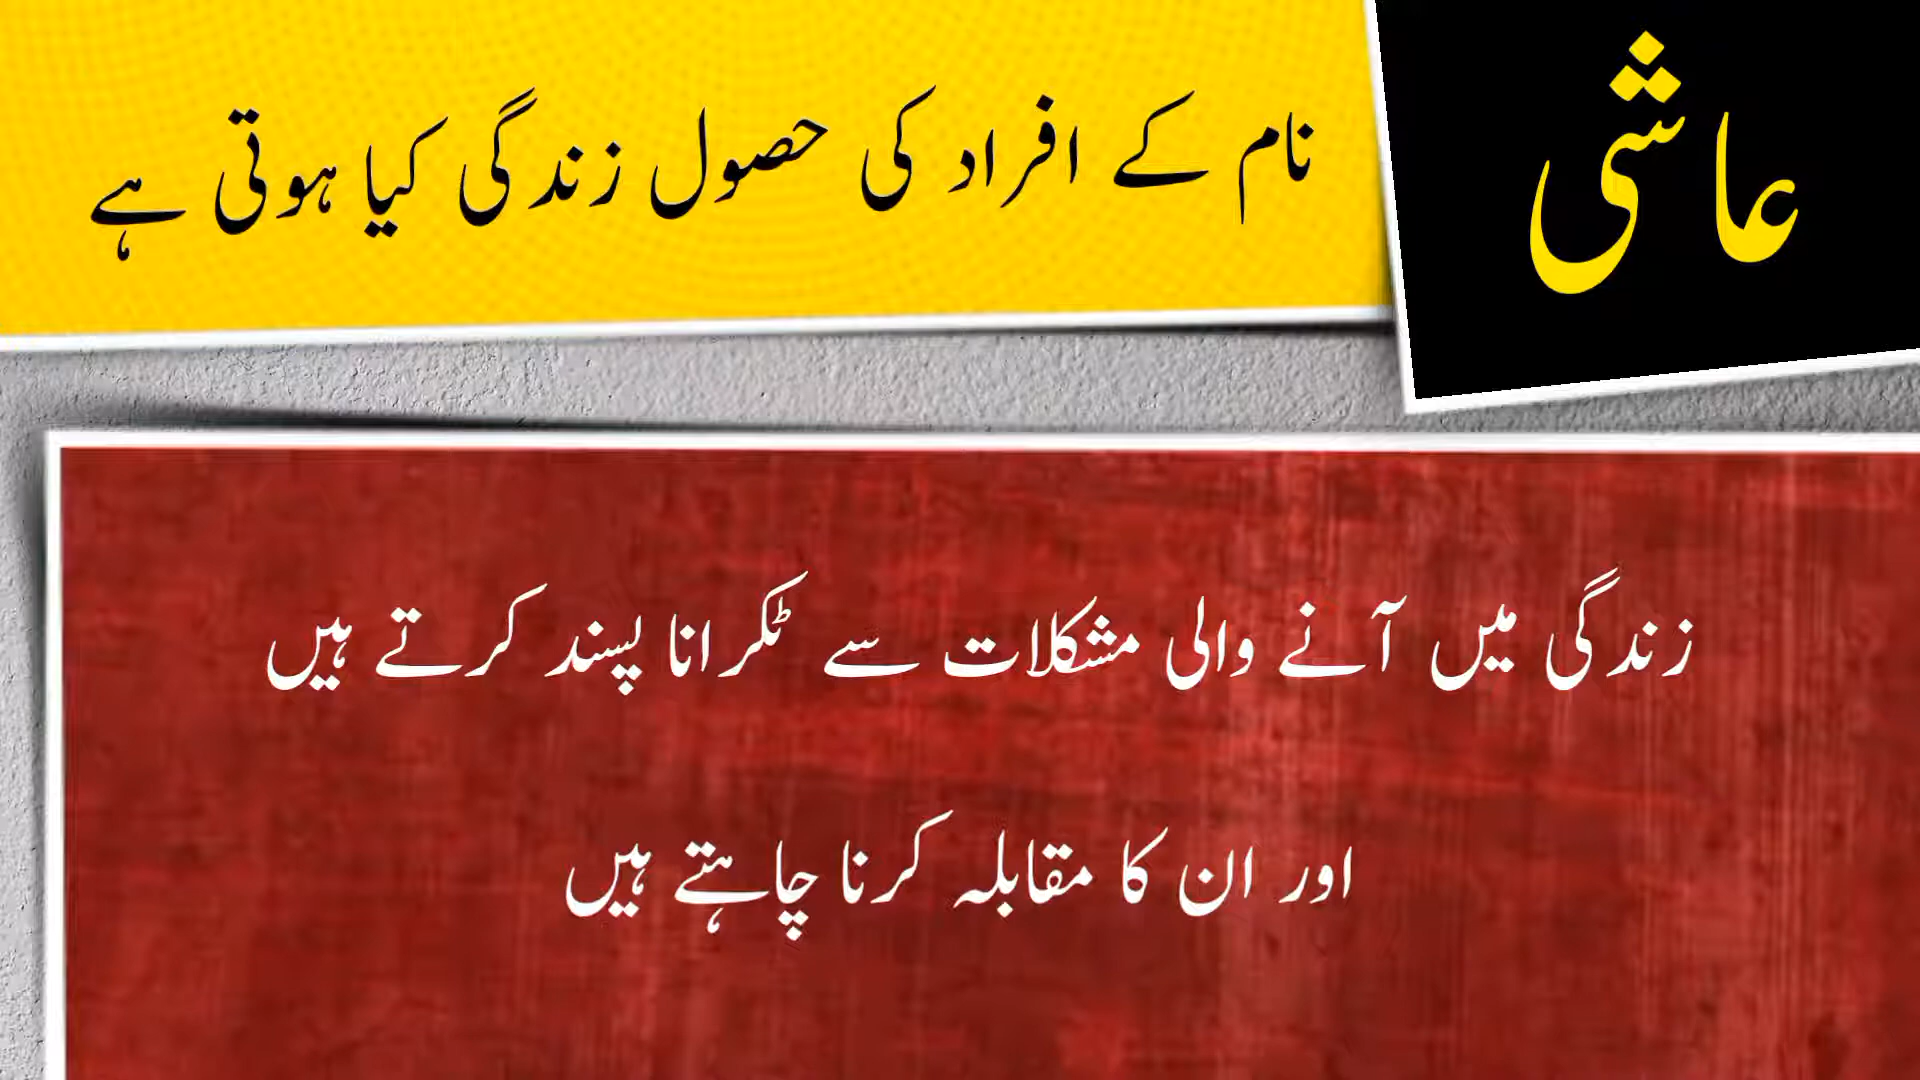 عاشی
نام کے افراد کی حصول زندگی کیا ہوتی ہے
زندگی میں آنے والی مشکلات سے ٹکرانا پسند کرتے ہیں
اور ان کا مقابلہ کرنا چاہتے ہیں